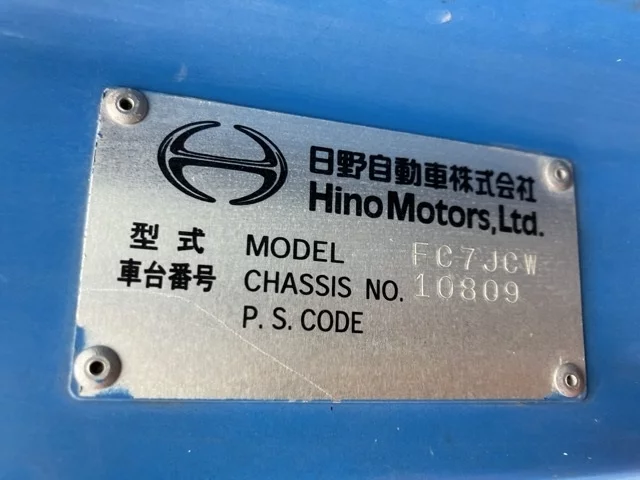 日野自動車株式会社
Hino Motors, Ltd.
型式 MODEL FC7JCW
車台番号 CHASSIS NO. 10809
P. S. CODE